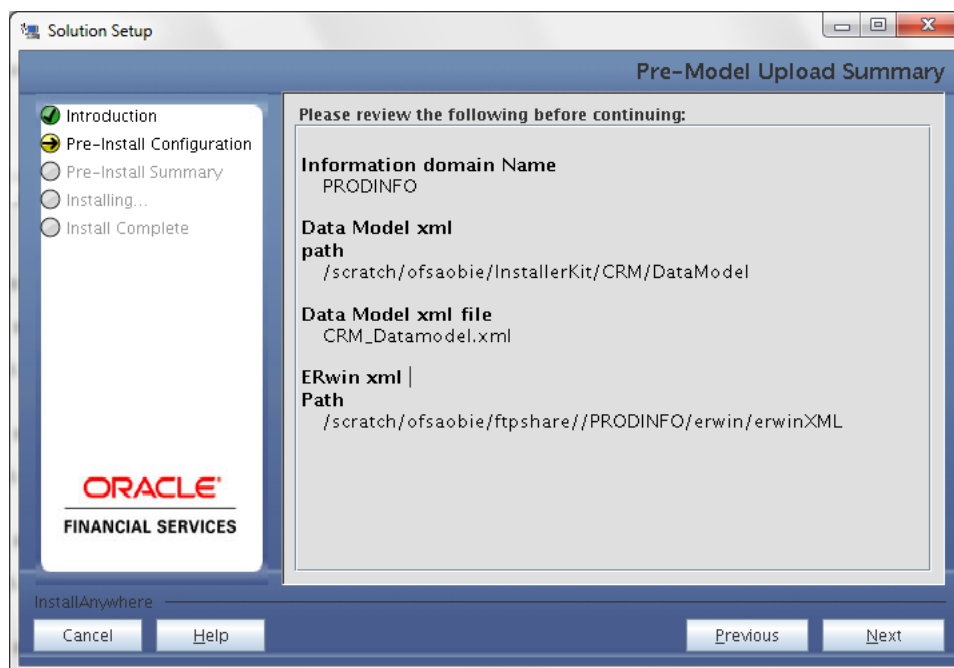 Solution Setup
Pre-Model Upload Summary
Introduction
Pre-Install Configuration
Pre-Install Summary
Installing...
Install Complete
ORACLE
FINANCIAL SERVICES
Please review the following before continuing:
Information domain Name
PRODINFO
Data Model xml
path
/scratch/ofsaobie/InstallerKit/CRM/DataModel
Data Model xml file
CRM_Datamodel.xml
ERwin xml
Path
/scratch/ofsaobie/ftpshare//PRODINFO/erwin/erwinXML
InstallAnywhere
Cancel
Help
Previous
Next